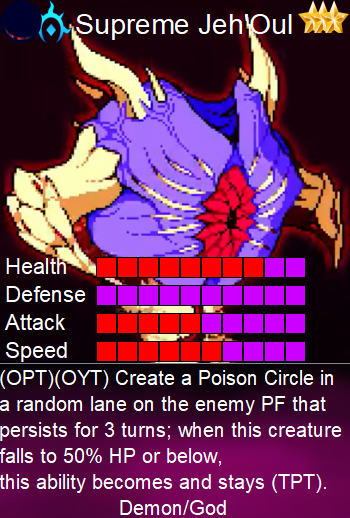 Supreme Jeh'Oul
Health
Defense
Attack
Speed
(OPT)(OYT) Create a Poison Circle in
a random lane on the enemy PF that
persists for 3 turns; when this creature
falls to 50% HP or below,
this ability becomes and stays (TPT).
Demon/God